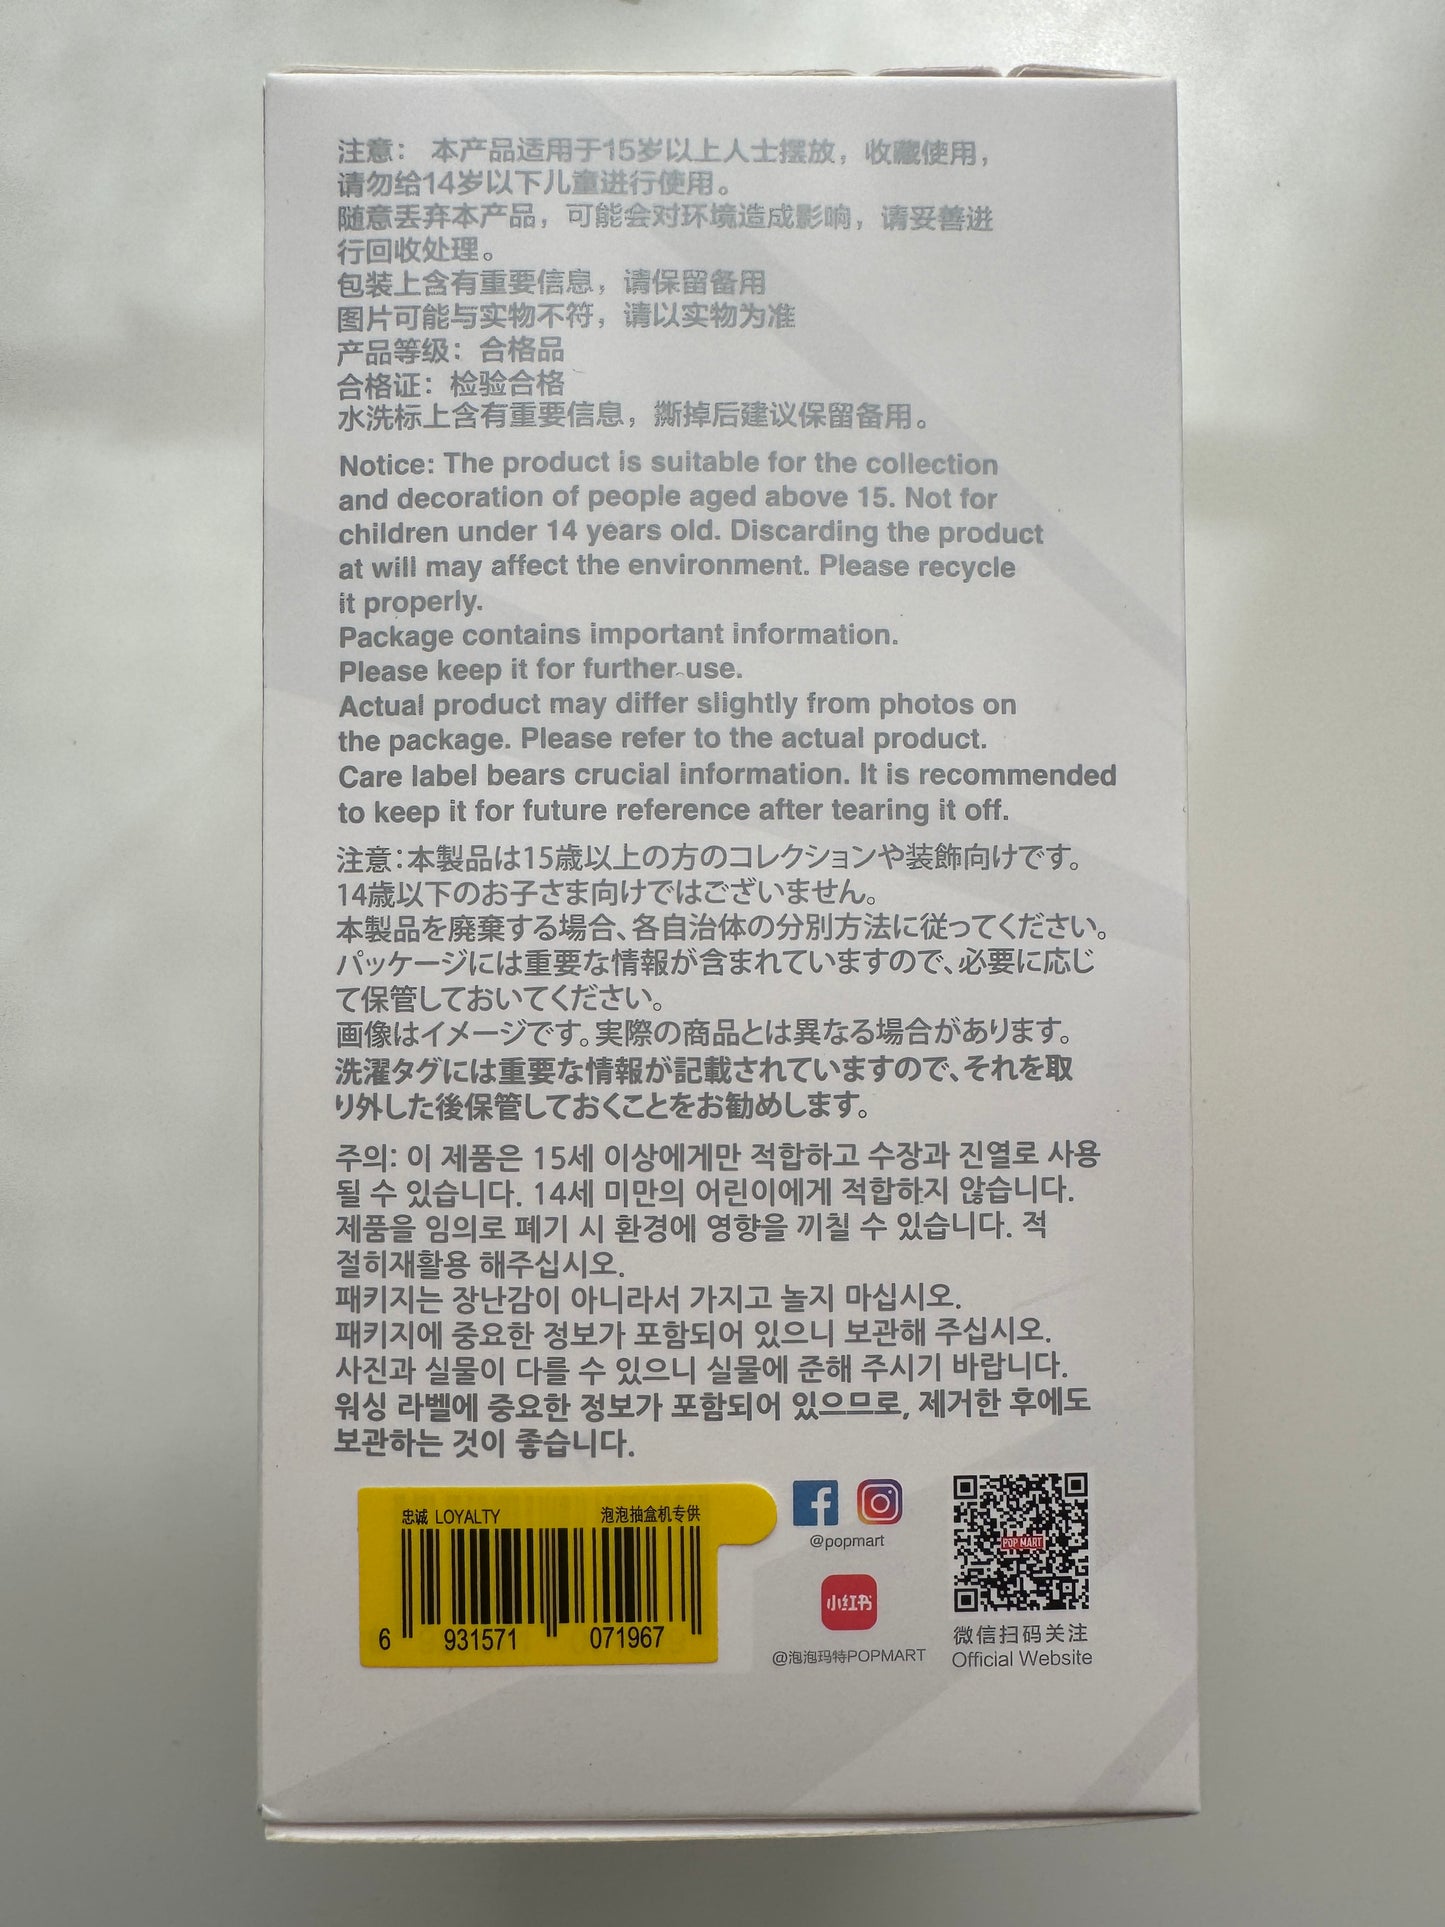 注意： 本产品适用于15岁以上人士摆放，收藏使用，
请勿给14岁以下儿童进行使用。
随意丢弃本产品，可能会对环境造成影响，请妥善进
行回收处理。
包装上含有重要信息，请保留备用
图片可能与实物不符，请以实物为准
产品等级：合格品
合格证：检验合格
水洗标上含有重要信息，撕掉后建议保留备用。
Notice: The product is suitable for the collection
and decoration of people aged above 15. Not for
children under 14 years old. Discarding the product
at will may affect the environment. Please recycle
it properly.
Package contains important information.
Please keep it for further use.
Actual product may differ slightly from photos on
the package. Please refer to the actual product.
Care label bears crucial information. It is recommended
to keep it for future reference after tearing it off.
注意：本製品は15歳以上の方のコレクションや装飾向けです。
14歳以下のお子さま向けではございません。
本製品を廃棄する場合、各自治体の分別方法に従ってください。
パッケージには重要な情報が含まれていますので、必要に応じ
て保管しておいてください。
画像はイメージです。実際の商品とは異なる場合があります。
洗濯タグには重要な情報が記載されていますので、それを取
り外した後保管しておくことをお勧めします。
주의: 이 제품은 15세 이상에게만 적합하고 수장과 진열로 사용
될 수 있습니다. 14세 미만의 어린이에게 적합하지 않습니다.
제품을 임의로 폐기 시 환경에 영향을 끼칠 수 있습니다. 적
절히재활용 해주십시오.
패키지는 장난감이 아니라서 가지고 놀지 마십시오.
패키지에 중요한 정보가 포함되어 있으니 보관해 주십시오.
사진과 실물이 다를 수 있으니 실물에 준해 주시기 바랍니다.
워싱 라벨에 중요한 정보가 포함되어 있으므로, 제거한 후에도
보관하는 것이 좋습니다.
忠诚 LOYALTY 泡泡抽盒机专供
6 931571 071967
@popmart
小红书
@泡泡玛特POPMART
POP MART
微信扫码关注
Official Website